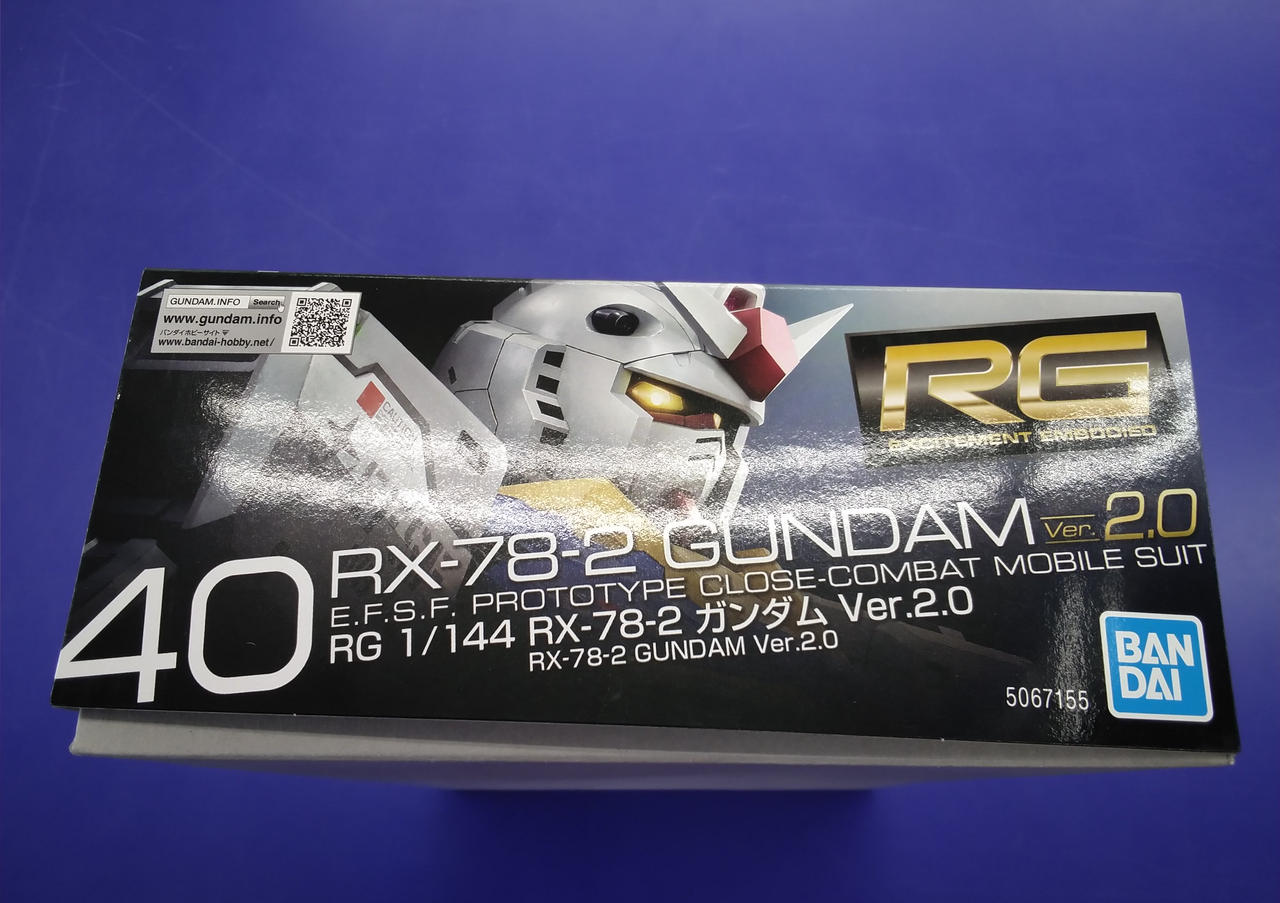 GUNDAM.INFO Search
www.gundam.info
バンダイホビーサイト
www.bandai-hobby.net/
CAUTION
RG
EXCITEMENT EMBODIED
40
RX-78-2 GUNDAM Ver. 2.0
E.F.S.F. PROTOTYPE CLOSE-COMBAT MOBILE SUIT
RG 1/144 RX-78-2 ガンダム Ver.2.0
RX-78-2 GUNDAM Ver.2.0
5067155
BAN
DAI